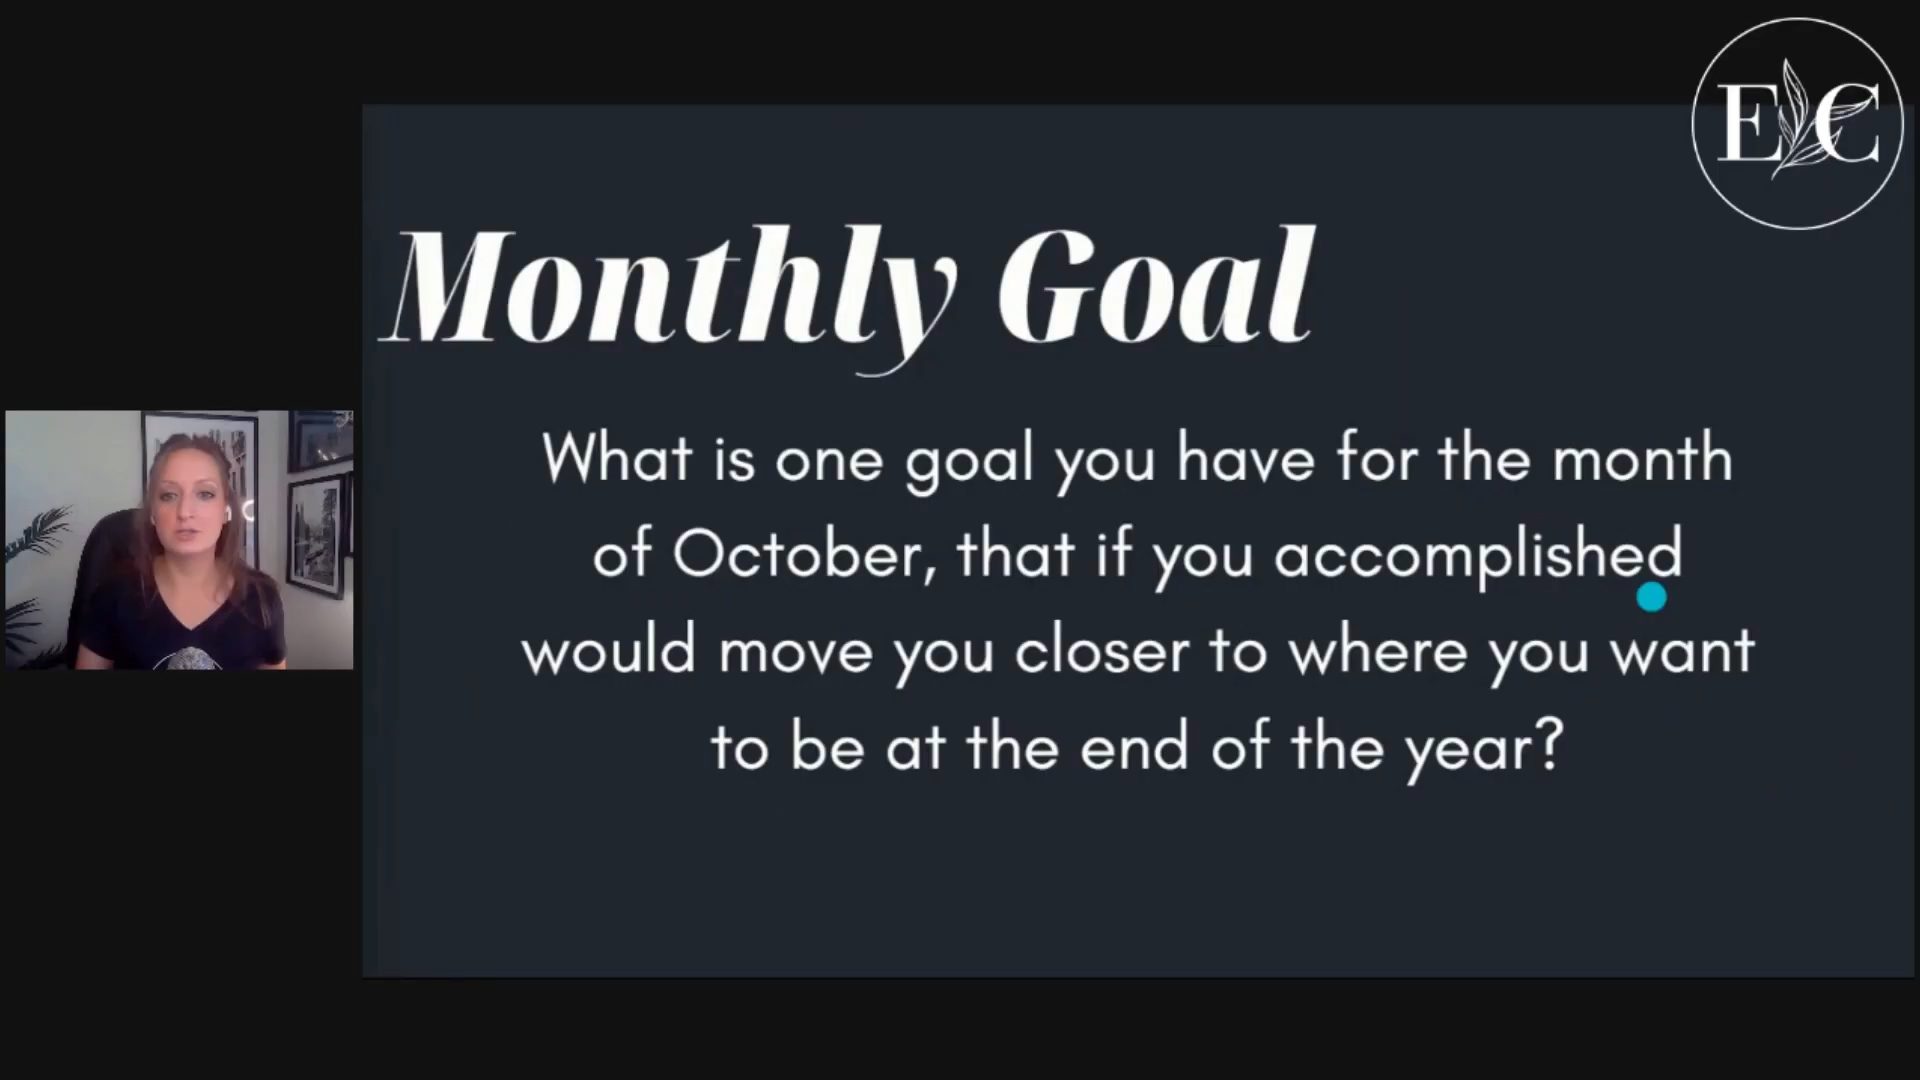 EC
Monthly Goal
What is one goal you have for the month
of October, that if you accomplished
would move you closer to where you want
to be at the end of the year?